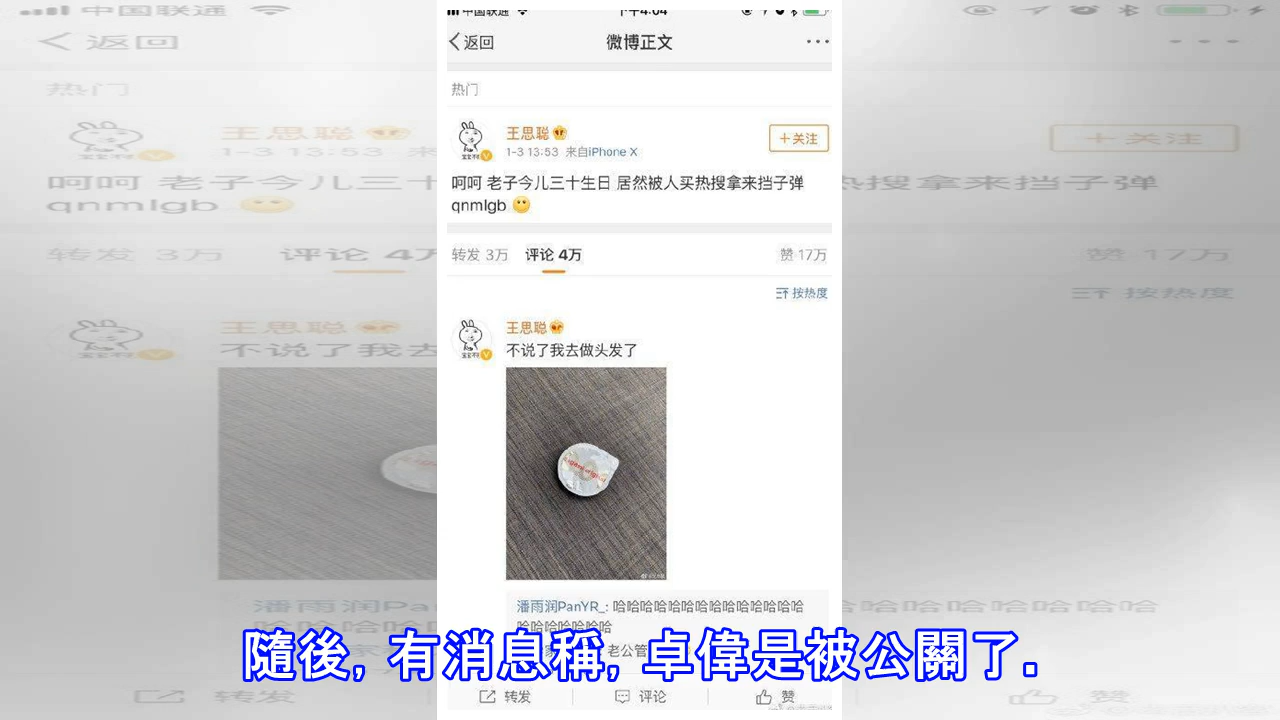 中国联通 下午4:04
返回 微博正文
热门
王思聪
+关注
1-3 13:53 来自iPhone X
呵呵 老子今儿三十生日 居然被人买热搜拿来挡子弹
qnmlgb
转发 3万 评论 4万 赞 17万
按热度
王思聪
不说了我去做头发了
潘雨润PanYR_: 哈哈哈哈哈哈哈哈哈哈哈哈哈哈
哈哈哈哈哈哈哈
老公管
隨後, 有消息稱, 卓偉是被公關了.
转发 评论 赞